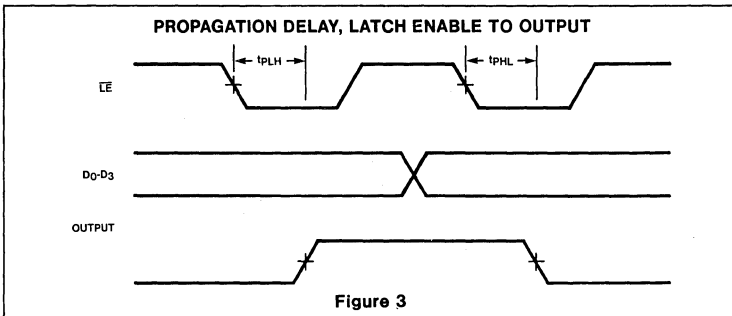 PROPAGATION DELAY, LATCH ENABLE TO OUTPUT
tPLH
tPHL
LE
D0-D3
OUTPUT
Figure 3